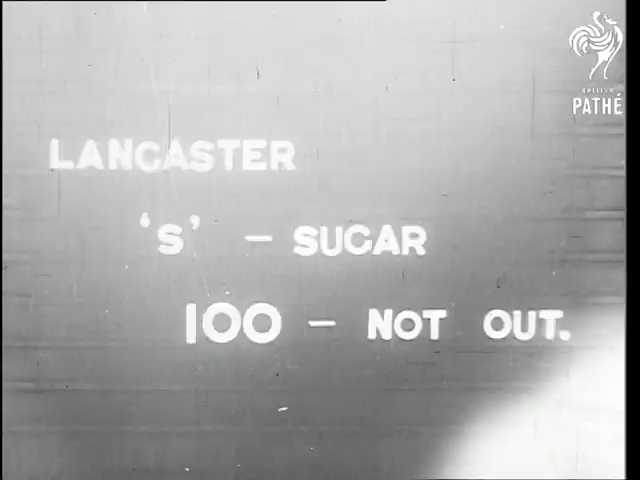 BRITISH
PATHÉ
LANCASTER
'S' - SUGAR
100 - NOT OUT.